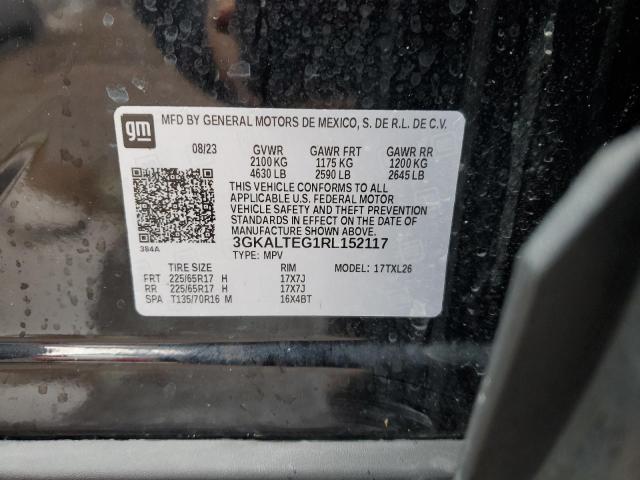 gm
MFD BY GENERAL MOTORS DE MEXICO, S. DE R.L. DE C.V.
08/23 GVWR GAWR FRT GAWR RR
2100 KG 1175 KG 1200 KG
4630 LB 2590 LB 2645 LB
THIS VEHICLE CONFORMS TO ALL
APPLICABLE U.S. FEDERAL MOTOR
VEHICLE SAFETY AND THEFT PREVENTION
STANDARDS IN EFFECT ON THE DATE OF
MANUFACTURE SHOWN ABOVE.
384A 3GKALTEG1RL152117
TYPE: MPV
TIRE SIZE RIM MODEL: 17TXL26
FRT 225/65R17 H 17X7J
RR 225/65R17 H 17X7J
SPA T135/70R16 M 16X4BT